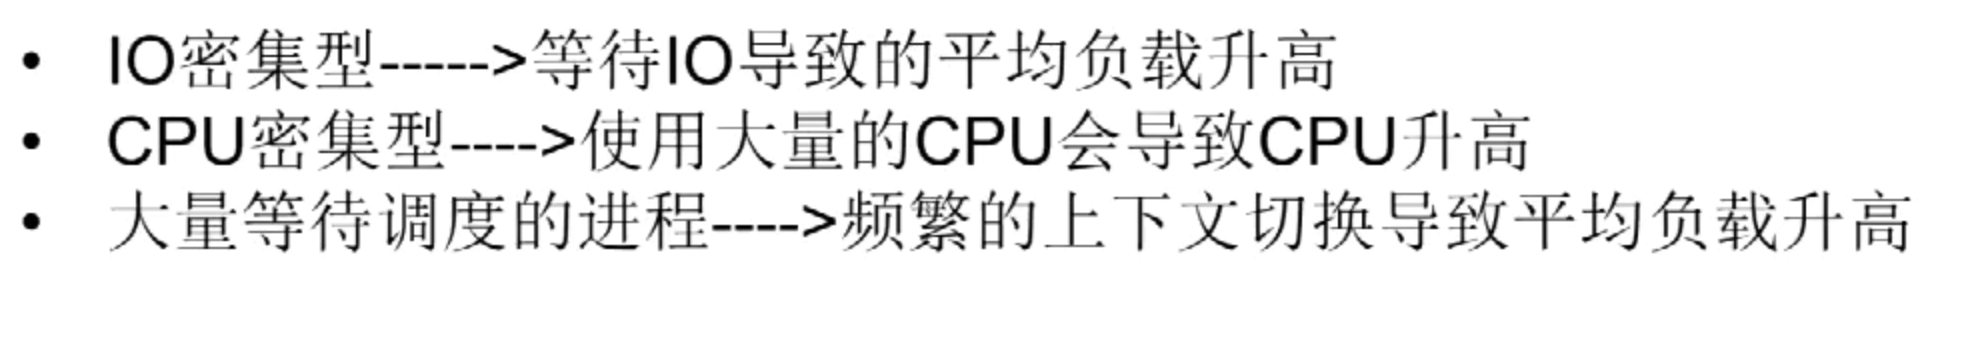 • IO密集型----->等待IO导致的平均负载升高
• CPU密集型---->使用大量的CPU会导致CPU升高
• 大量等待调度的进程---->频繁的上下文切换导致平均负载升高